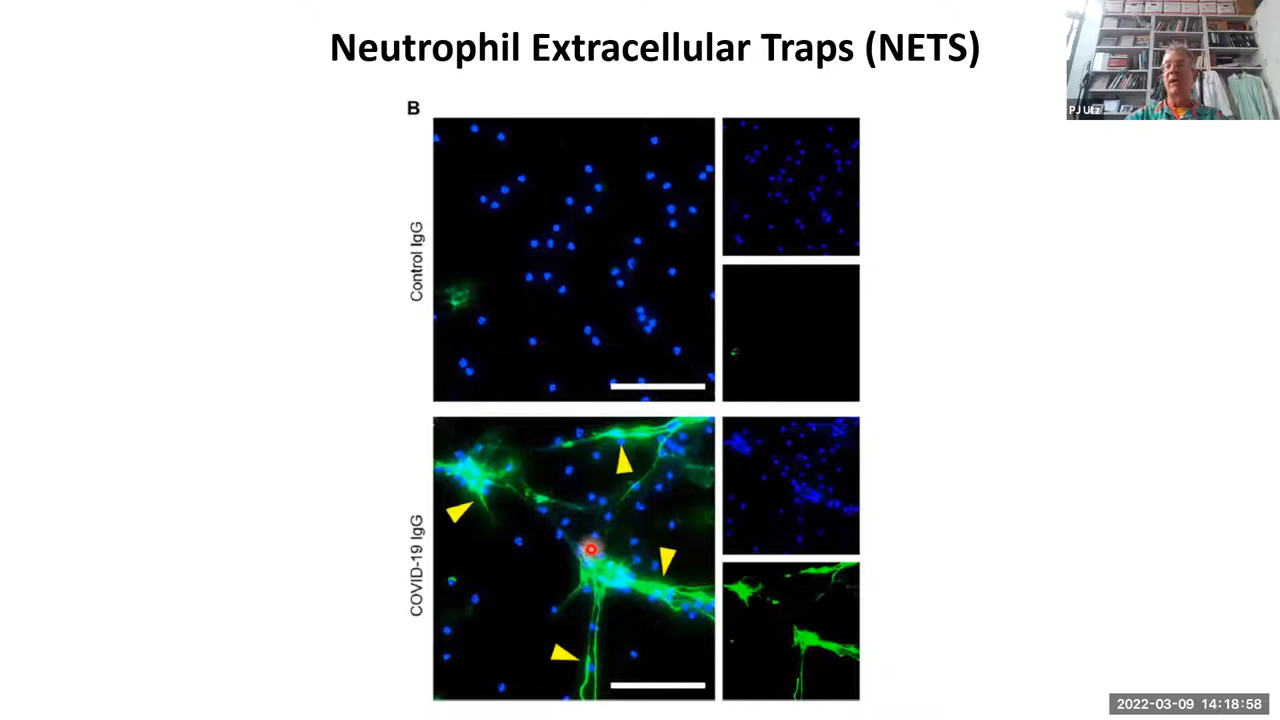 Neutrophil Extracellular Traps (NETS)
PJ Utz
B
Control IgG
COVID-19 IgG
2022-03-09 14:18:58